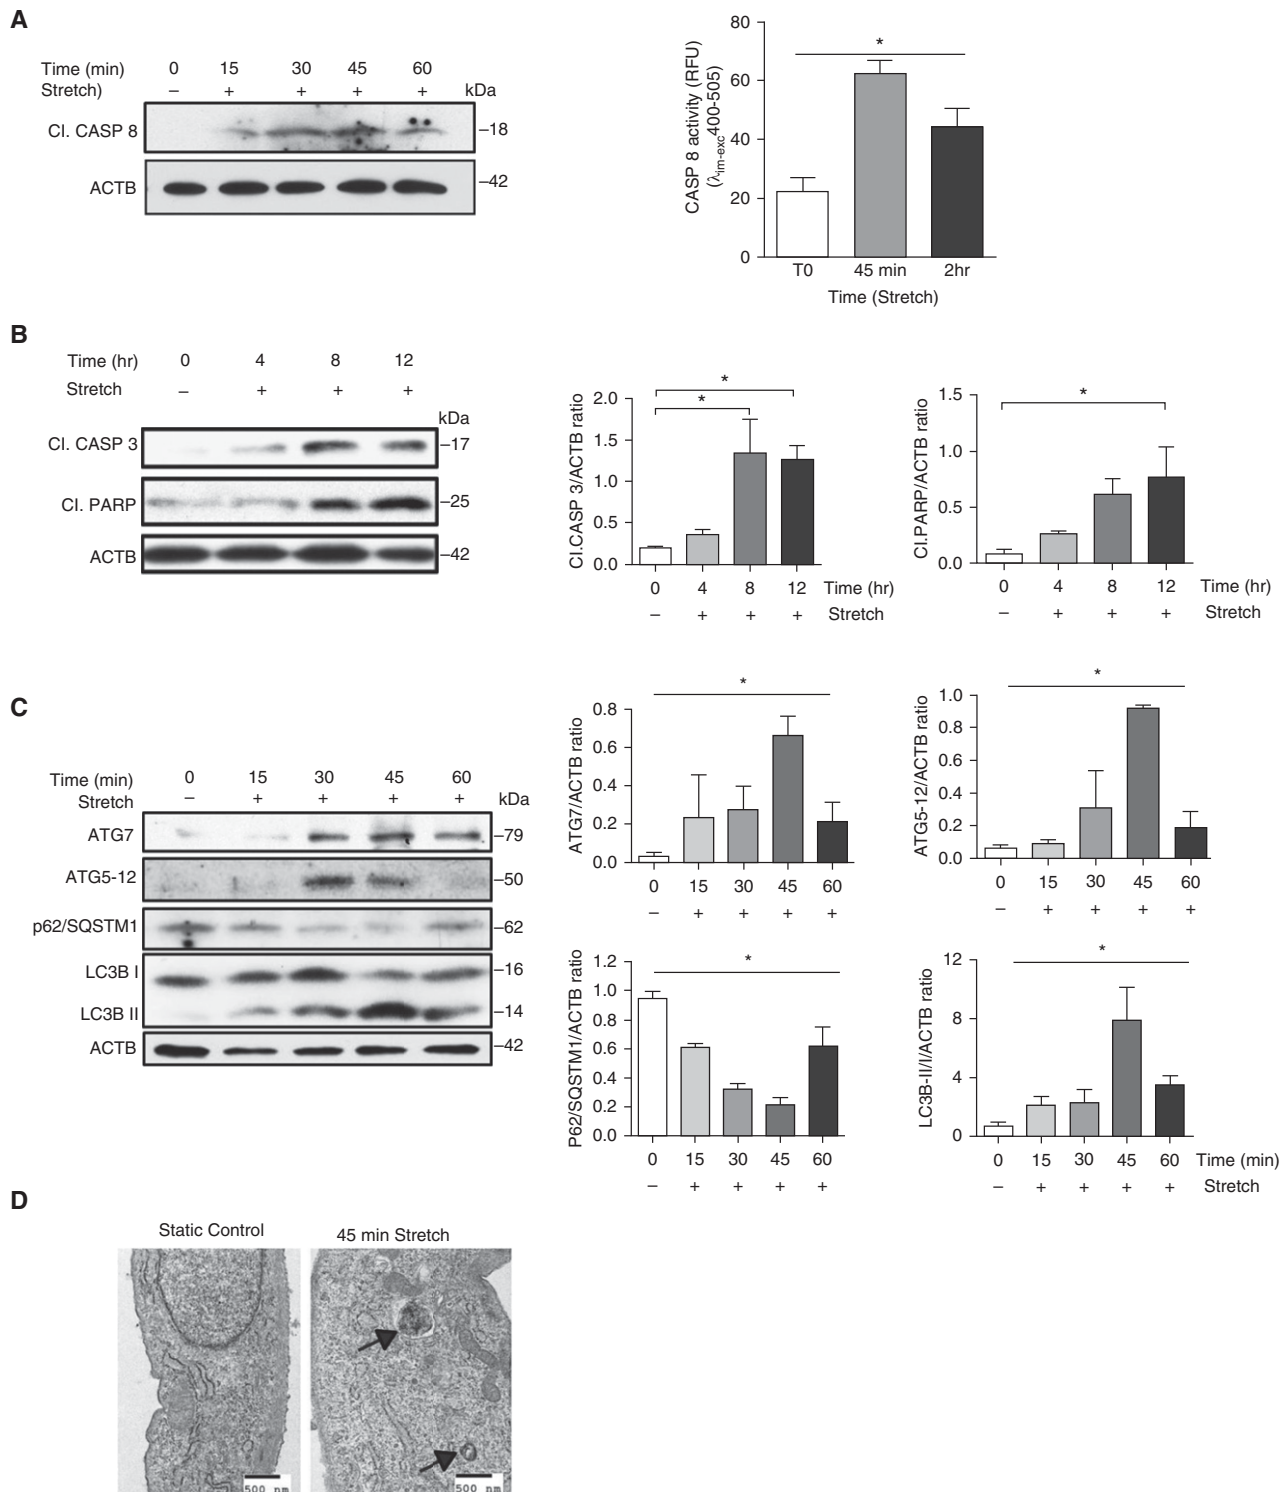 A
Time (min) 0 15 30 45 60
Stretch) – + + + + kDa
Cl. CASP 8 –18
ACTB –42
CASP 8 activity (RFU)
(λim-exc400-505)
80
60
40
20
0
*
T0 45 min 2hr
Time (Stretch)
B
Time (hr) 0 4 8 12
Stretch – + + +
kDa
Cl. CASP 3 –17
Cl. PARP –25
ACTB –42
Cl.CASP 3/ACTB ratio
2.0
1.5
1.0
0.5
0.0
*
*
0 4 8 12 Time (hr)
– + + + Stretch
Cl.PARP/ACTB ratio
1.5
1.0
0.5
0.0
*
0 4 8 12 Time (hr)
– + + + Stretch
C
Time (min) 0 15 30 45 60
Stretch – + + + + kDa
ATG7 –79
ATG5-12 –50
p62/SQSTM1 –62
LC3B I –16
LC3B II –14
ACTB –42
ATG7/ACTB ratio
0.8
0.6
0.4
0.2
0.0
*
0 15 30 45 60
– + + + +
ATG5-12/ACTB ratio
1.0
0.8
0.6
0.4
0.2
0.0
*
0 15 30 45 60
– + + + +
P62/SQSTM1/ACTB ratio
1.2
1.0
0.8
0.6
0.4
0.2
0.0
*
0 15 30 45 60
– + + + +
LC3B-II/I/ACTB ratio
12
8
4
0
*
0 15 30 45 60 Time (min)
– + + + + Stretch
D
Static Control
45 min Stretch
500 nm
500 nm